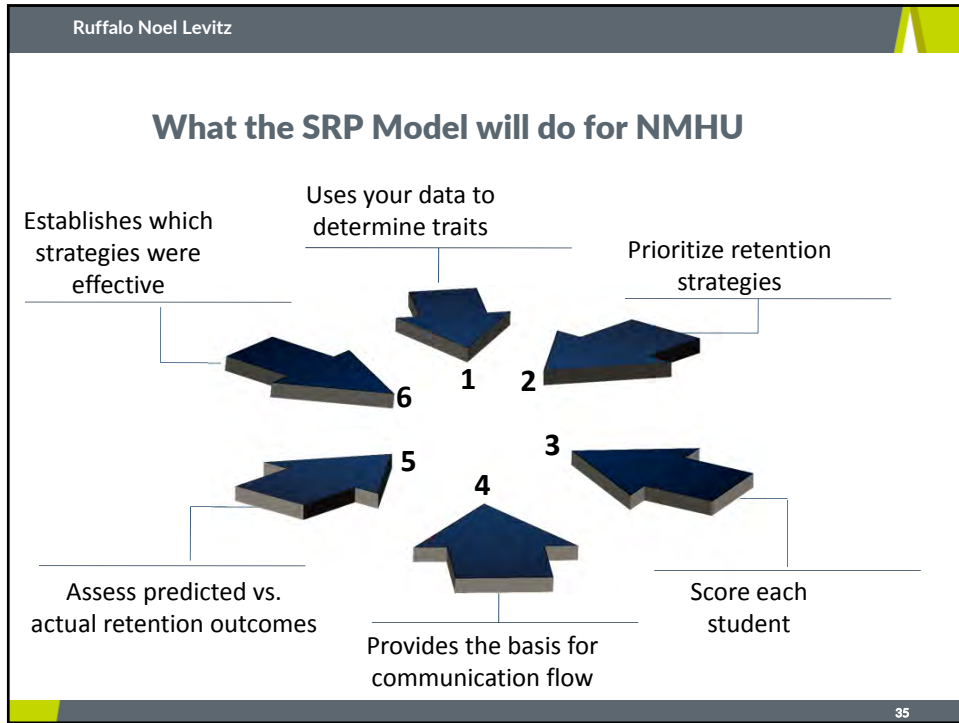 Ruffalo Noel Levitz
What the SRP Model will do for NMHU
Uses your data to
determine traits
1
Prioritize retention
strategies
2
Score each
student
3
Provides the basis for
communication flow
4
Assess predicted vs.
actual retention outcomes
5
Establishes which
strategies were
effective
6
35